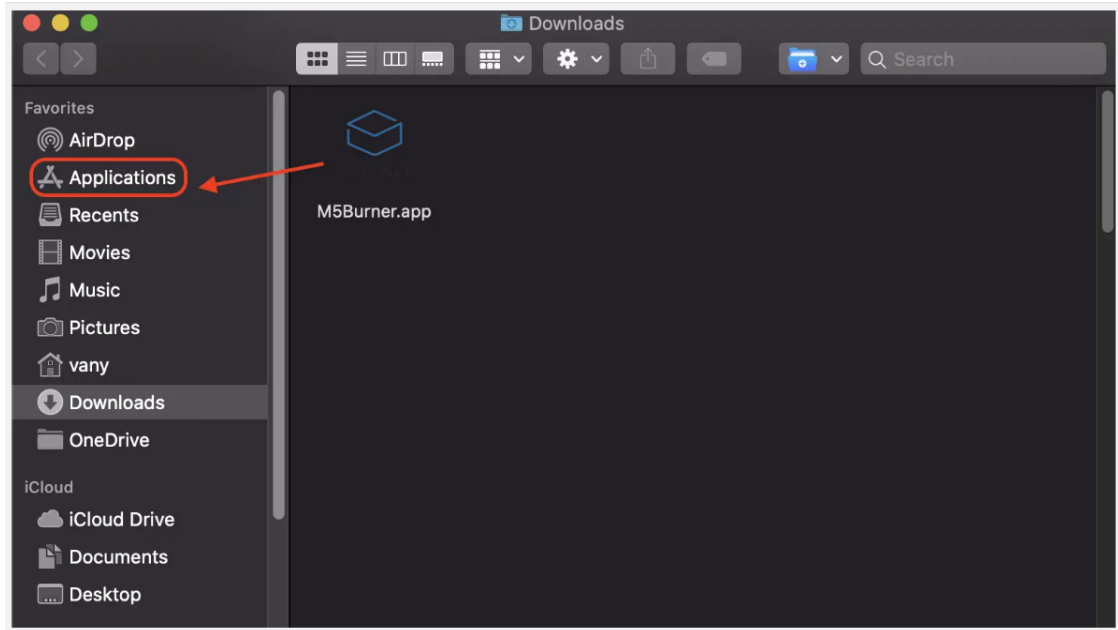 Downloads
Search
Favorites
AirDrop
Applications
Recents
Movies
Music
Pictures
vany
Downloads
OneDrive
iCloud
iCloud Drive
Documents
Desktop
M5Burner.app